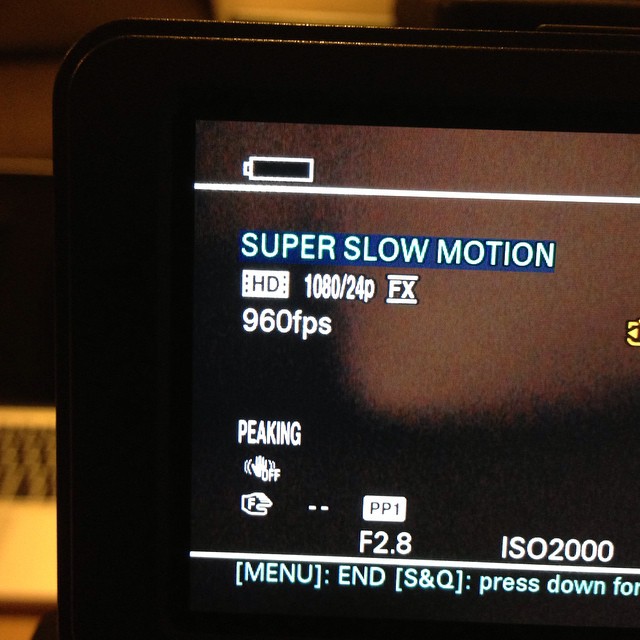 SUPER SLOW MOTION
HD 1080/24p FX
960fps
PEAKING
OFF
F --
PP1
F2.8 ISO2000
[MENU]: END [S&Q]: press down for